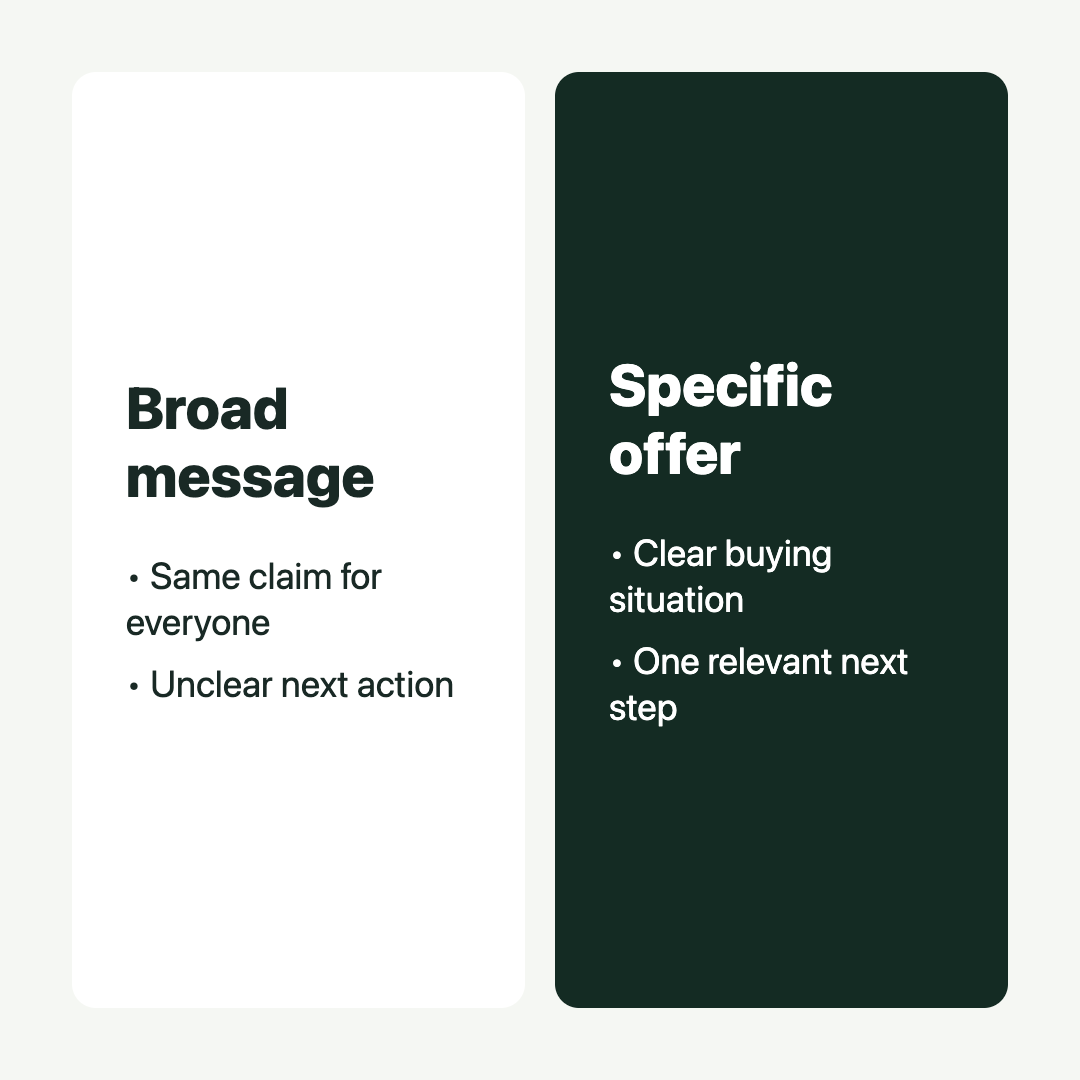 Broad
message
• Same claim for
everyone
• Unclear next action
Specific
offer
• Clear buying
situation
• One relevant next
step